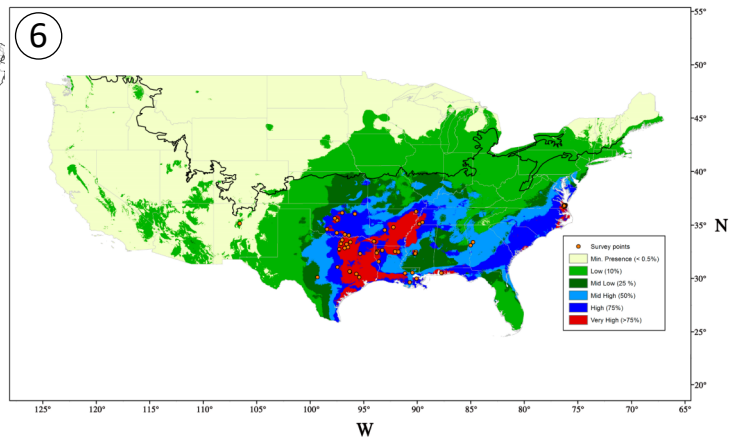 6
55°
50°
45°
40°
35°
N
30°
25°
20°
Survey points
Min. Presence (< 0.5%)
Low (10%)
Mid Low (25 %)
Mid High (50%)
High (75%)
Very High (>75%)
125° 120° 115° 110° 105° 100° 95° 90° 85° 80° 75° 70° 65°
W